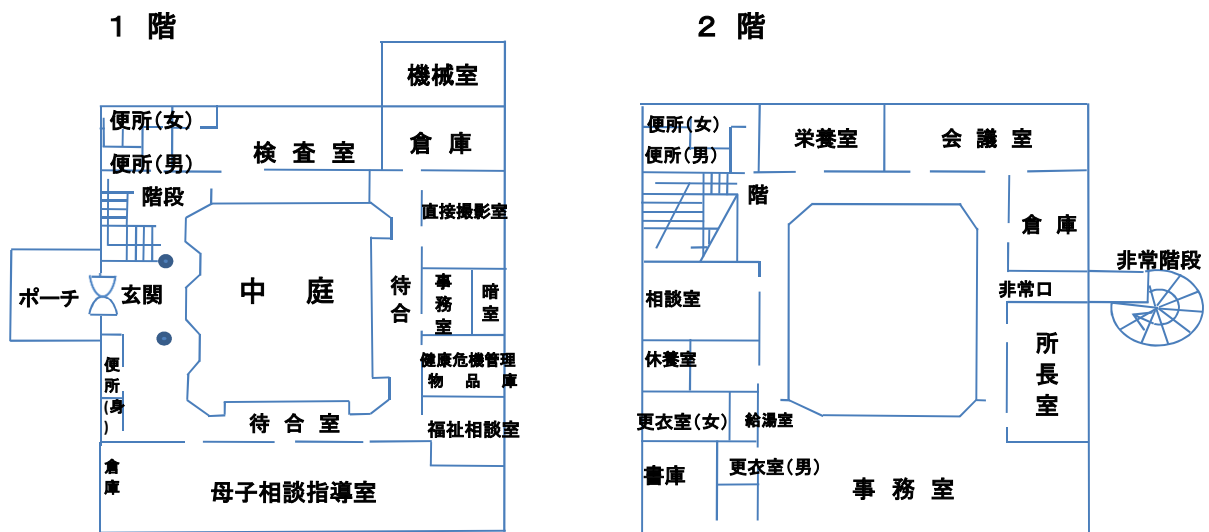 １ 階
機械室
便所（女）
便所（男）
検 査 室
倉 庫
階段
直接撮影室
ポーチ
玄関
中 庭
待合
事務室
暗室
健康危機管理
物 品 庫
便所(身)
待 合 室
福祉相談室
倉庫
母子相談指導室
２ 階
便所（女）
便所（男）
栄養室
会 議 室
階
倉 庫
非常階段
非常口
相談室
所長室
休養室
更衣室（女）
給湯室
書庫
更衣室（男）
事 務 室